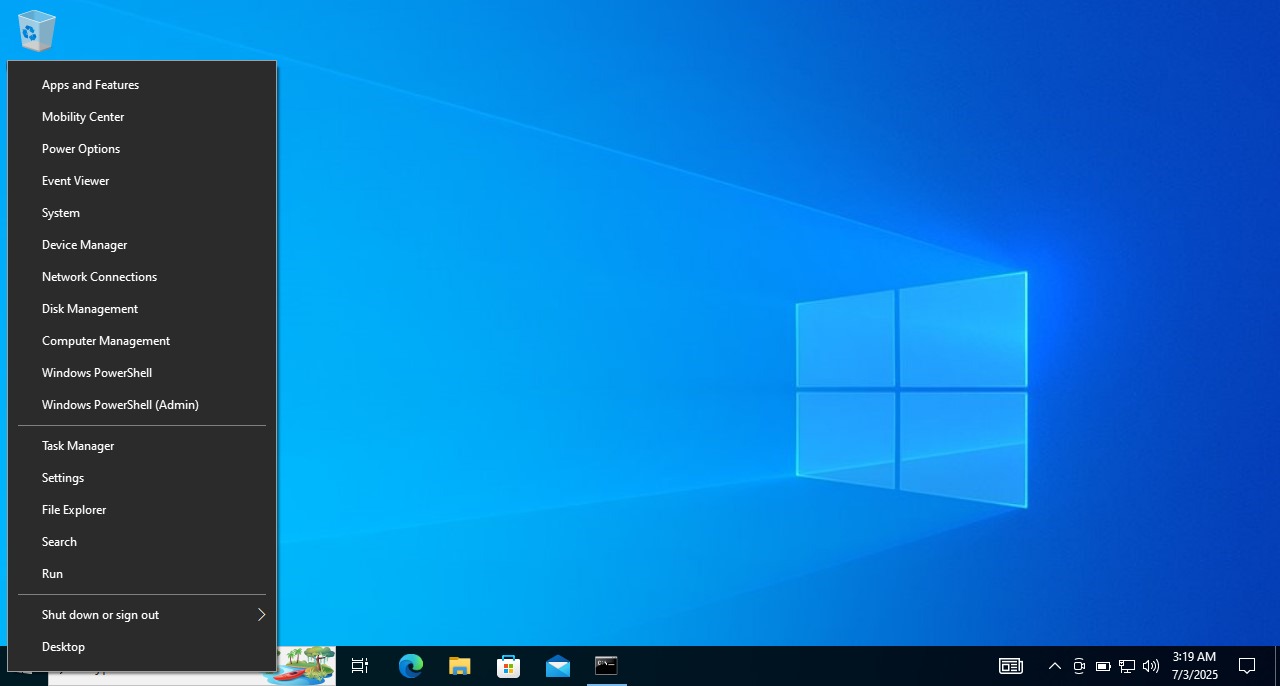 Apps and Features
Mobility Center
Power Options
Event Viewer
System
Device Manager
Network Connections
Disk Management
Computer Management
Windows PowerShell
Windows PowerShell (Admin)
Task Manager
Settings
File Explorer
Search
Run
Shut down or sign out
Desktop
3:19 AM
7/3/2025